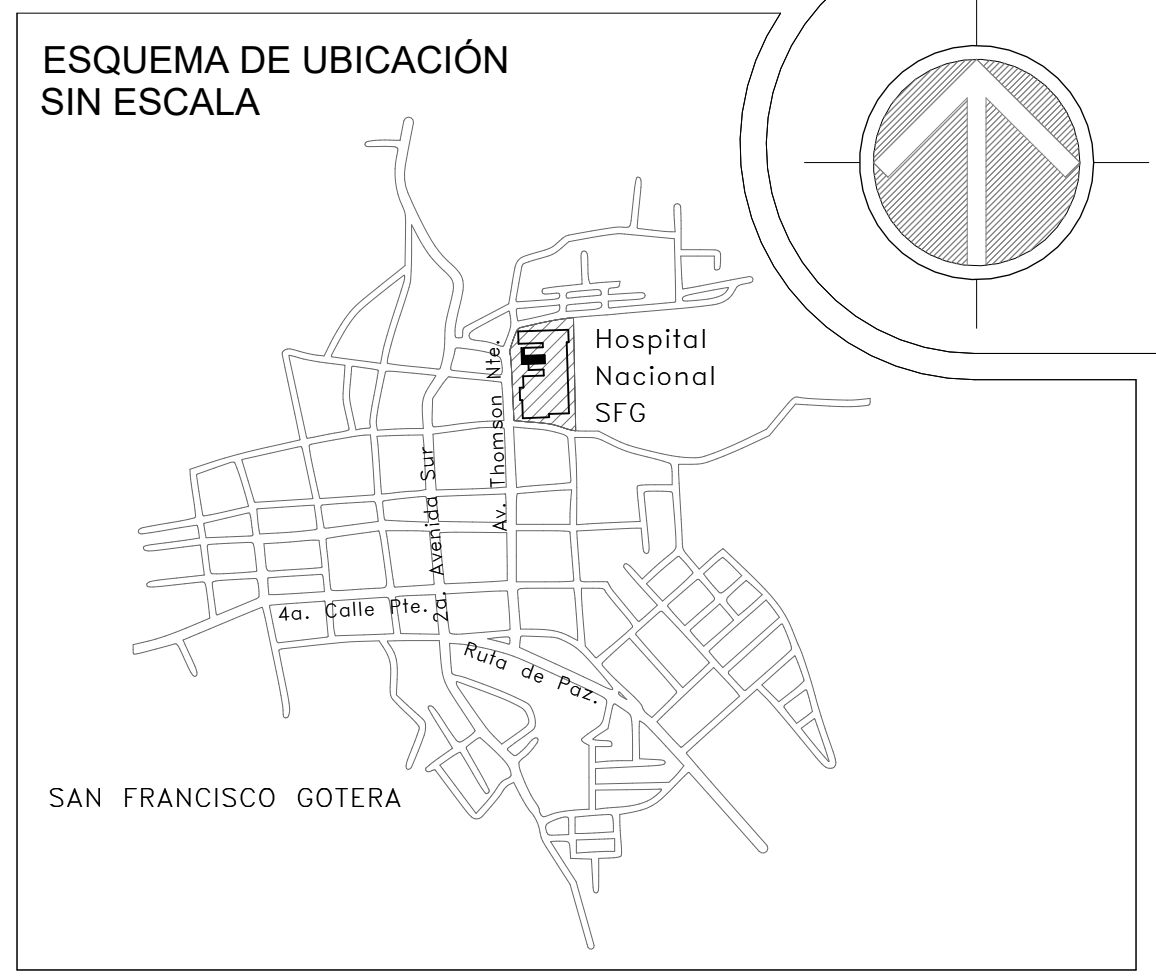 ESQUEMA DE UBICACIÓN
SIN ESCALA
Hospital
Nacional
SFG
Av. Thomson Nte.
2a. Avenida Sur
4a. Calle Pte.
Ruta de Paz.
SAN FRANCISCO GOTERA